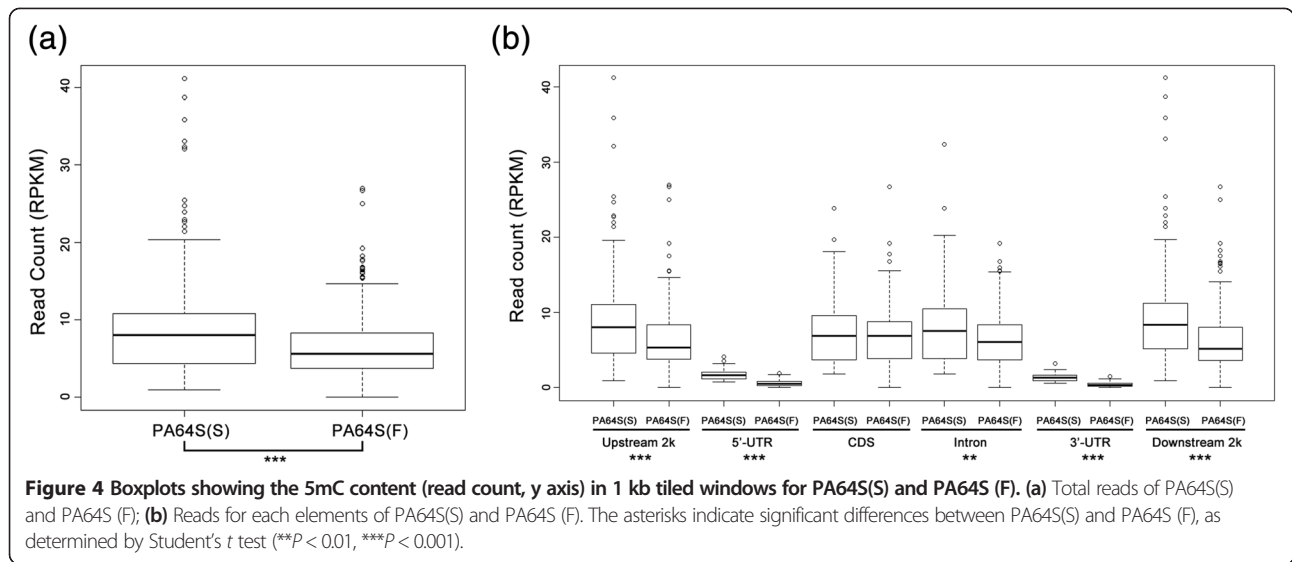 (a)
(b)
Read Count (RPKM)
40
30
20
10
0
PA64S(S) PA64S(F)
***
Read count (RPKM)
40
30
20
10
0
PA64S(S) PA64S(F) PA64S(S) PA64S(F) PA64S(S) PA64S(F) PA64S(S) PA64S(F) PA64S(S) PA64S(F) PA64S(S) PA64S(F)
Upstream 2k 5'-UTR CDS Intron 3'-UTR Downstream 2k
*** *** ** *** ***
Figure 4 Boxplots showing the 5mC content (read count, y axis) in 1 kb tiled windows for PA64S(S) and PA64S (F). (a) Total reads of PA64S(S)
and PA64S (F); (b) Reads for each elements of PA64S(S) and PA64S (F). The asterisks indicate significant differences between PA64S(S) and PA64S (F), as
determined by Student's t test (**P < 0.01, ***P < 0.001).